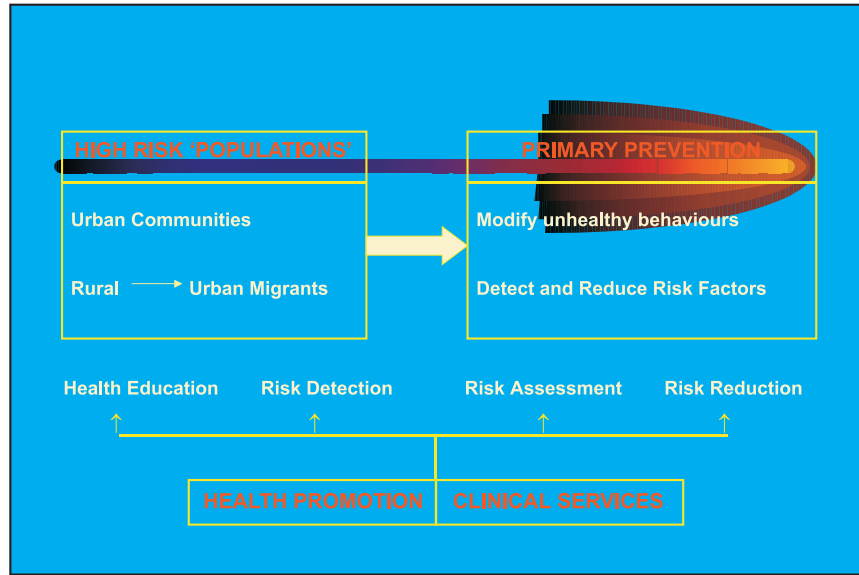 HIGH RISK 'POPULATIONS'
PRIMARY PREVENTION
Urban Communities
Rural → Urban Migrants
Modify unhealthy behaviours
Detect and Reduce Risk Factors
Health Education
Risk Detection
Risk Assessment
Risk Reduction
HEALTH PROMOTION
CLINICAL SERVICES